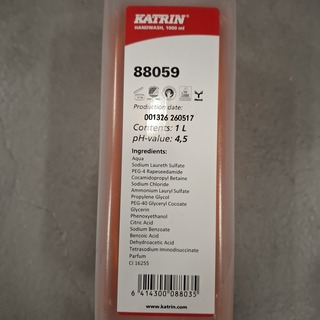 KATRIN
HANDWASH, 1000 ml
88059
Production date:
001326 260517
Contents: 1 L
pH-value: 4,5
Ingredients:
Aqua
Sodium Laureth Sulfate
PEG-4 Rapeseedamide
Cocamidopropyl Betaine
Sodium Chloride
Ammonium Lauryl Sulfate
Propylene Glycol
PEG-40 Glyceryl Cocoate
Glycerin
Phenoxyethanol
Citric Acid
Sodium Benzoate
Bencoic Acid
Dehydroacetic Acid
Tetrasodium Iminodisuccinate
Parfum
CI 16255
6 414300 088035
www.katrin.com